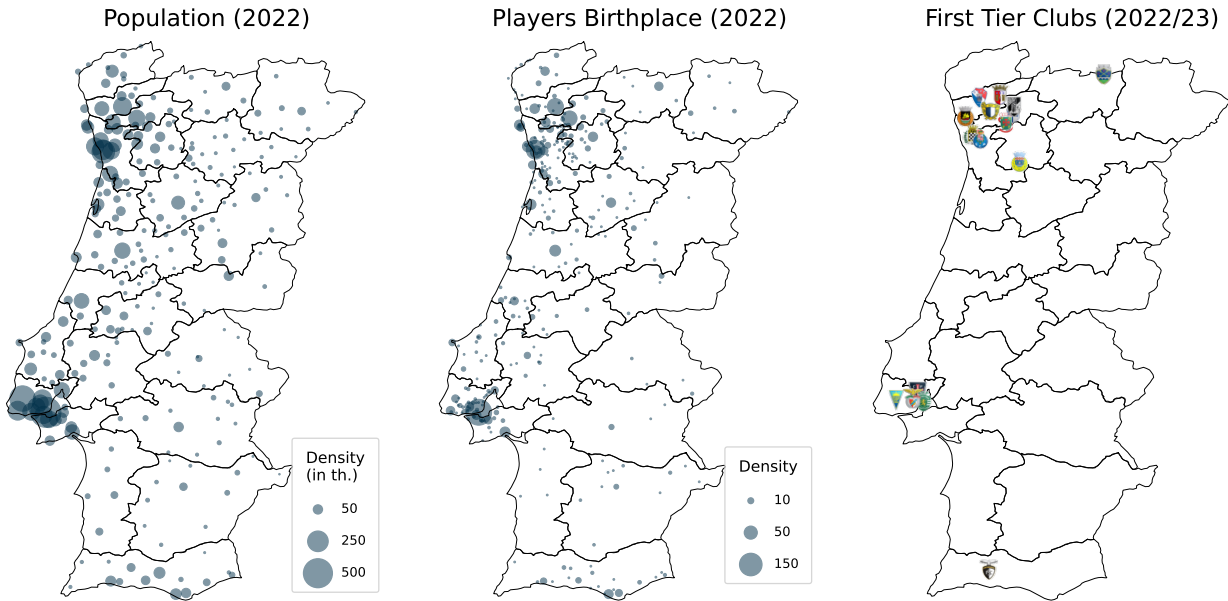 Population (2022)
Players Birthplace (2022)
First Tier Clubs (2022/23)
Density
(in th.)
50
250
500
Density
10
50
150